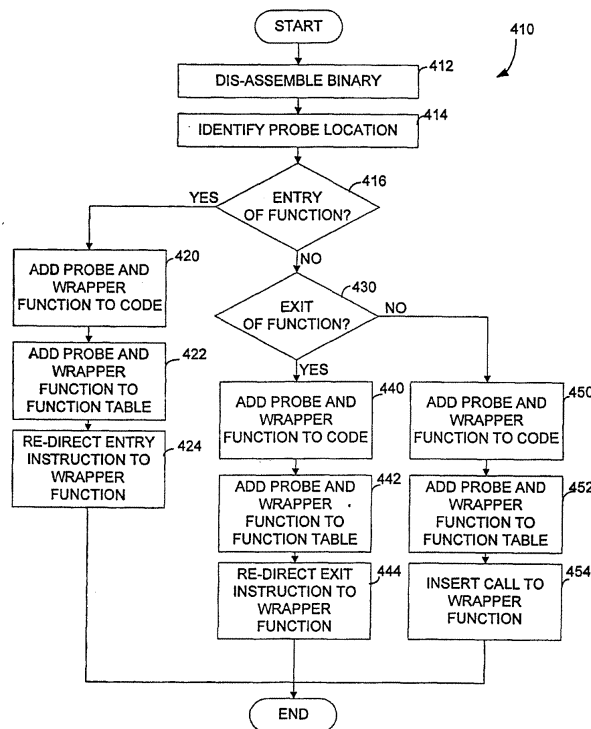 START
410
DIS-ASSEMBLE BINARY
412
IDENTIFY PROBE LOCATION
414
416
YES
ENTRY
OF FUNCTION?
NO
420
ADD PROBE AND
WRAPPER
FUNCTION TO CODE
430
EXIT
OF FUNCTION?
NO
YES
422
ADD PROBE AND
WRAPPER
FUNCTION TO
FUNCTION TABLE
440
ADD PROBE AND
WRAPPER
FUNCTION TO CODE
450
ADD PROBE AND
WRAPPER
FUNCTION TO CODE
424
RE-DIRECT ENTRY
INSTRUCTION TO
WRAPPER
FUNCTION
442
ADD PROBE AND
WRAPPER
FUNCTION TO
FUNCTION TABLE
452
ADD PROBE AND
WRAPPER
FUNCTION TO
FUNCTION TABLE
444
RE-DIRECT EXIT
INSTRUCTION TO
WRAPPER
FUNCTION
454
INSERT CALL TO
WRAPPER
FUNCTION
END